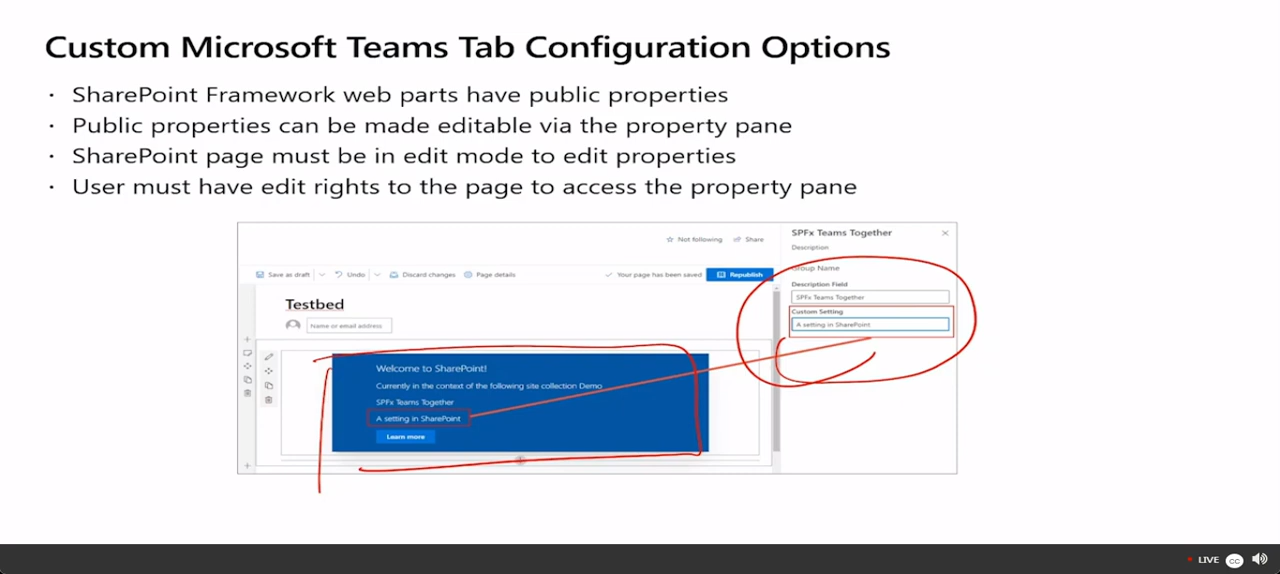 Custom Microsoft Teams Tab Configuration Options
· SharePoint Framework web parts have public properties
· Public properties can be made editable via the property pane
· SharePoint page must be in edit mode to edit properties
· User must have edit rights to the page to access the property pane
Not following
Share
Save as draft
Undo
Discard changes
Page details
Your page has been saved
Republish
Testbed
Name or email address
Welcome to SharePoint!
Currently in the context of the following site collection Demo
SPFx Teams Together
A setting in SharePoint
Learn more
SPFx Teams Together
Description
Group Name
Description Field
SPFx Teams Together
Custom Setting
A setting in SharePoint
LIVE
CC